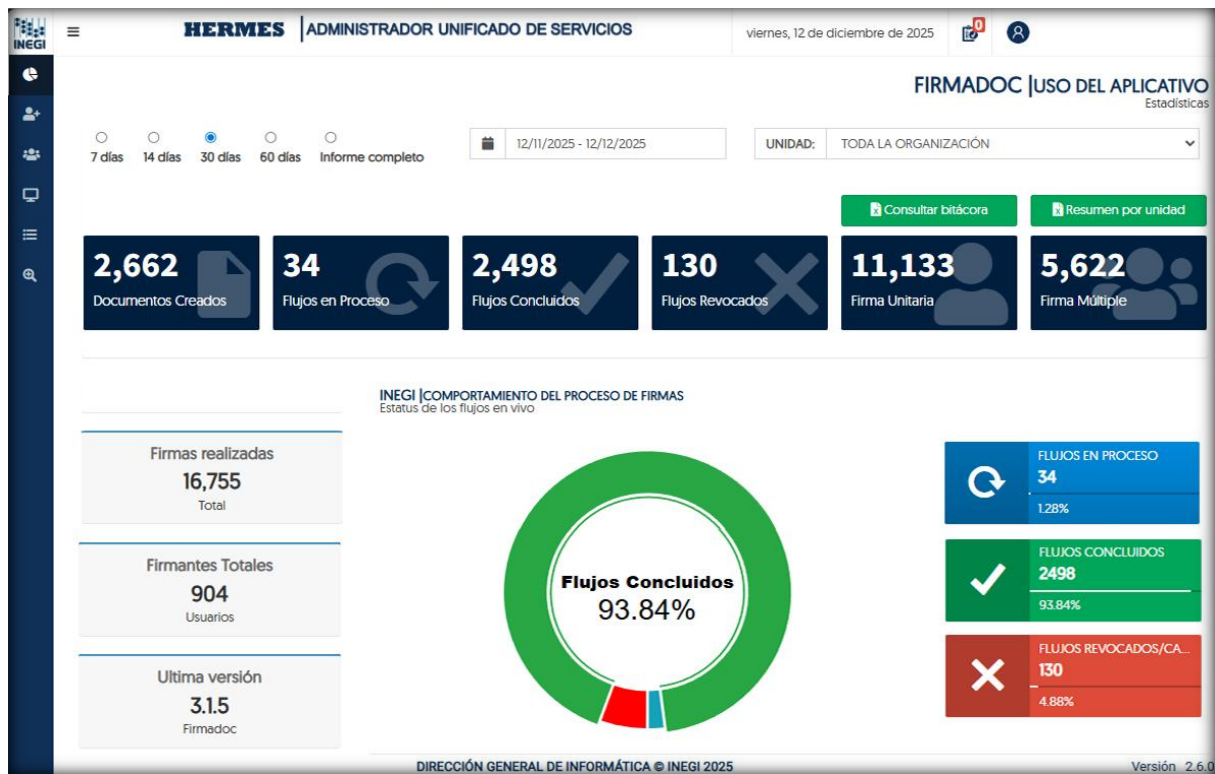 INEGI
HERMES | ADMINISTRADOR UNIFICADO DE SERVICIOS
viernes, 12 de diciembre de 2025
0
FIRMADOC | USO DEL APLICATIVO
Estadísticas
7 días 14 días 30 días 60 días Informe completo
12/11/2025 - 12/12/2025
UNIDAD: TODA LA ORGANIZACIÓN
Consultar bitácora
Resumen por unidad
2,662
Documentos Creados
34
Flujos en Proceso
2,498
Flujos Concluidos
130
Flujos Revocados
11,133
Firma Unitaria
5,622
Firma Múltiple
INEGI | COMPORTAMIENTO DEL PROCESO DE FIRMAS
Estatus de los flujos en vivo
Firmas realizadas
16,755
Total
Firmantes Totales
904
Usuarios
Ultima versión
3.1.5
Firmadoc
Flujos Concluidos
93.84%
FLUJOS EN PROCESO
34
1.28%
FLUJOS CONCLUIDOS
2498
93.84%
FLUJOS REVOCADOS/CA...
130
4.88%
DIRECCIÓN GENERAL DE INFORMÁTICA © INEGI 2025
Versión 2.6.0